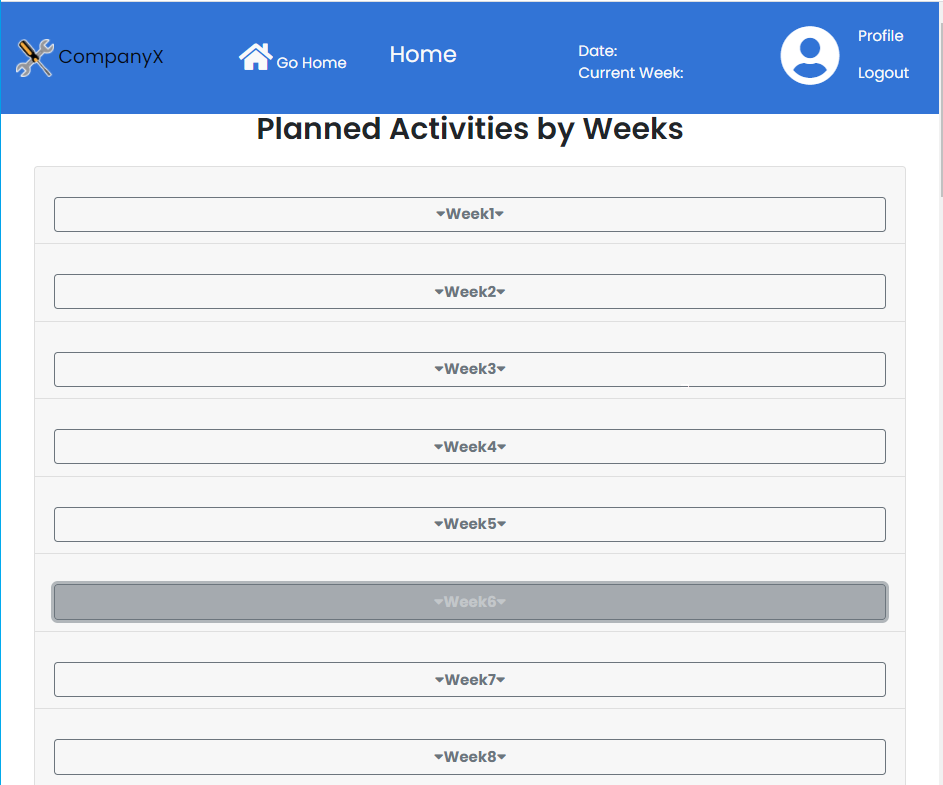 CompanyX
Go Home
Home
Date:
Current Week:
Profile
Logout
Planned Activities by Weeks
Week1
Week2
Week3
Week4
Week5
Week6
Week7
Week8